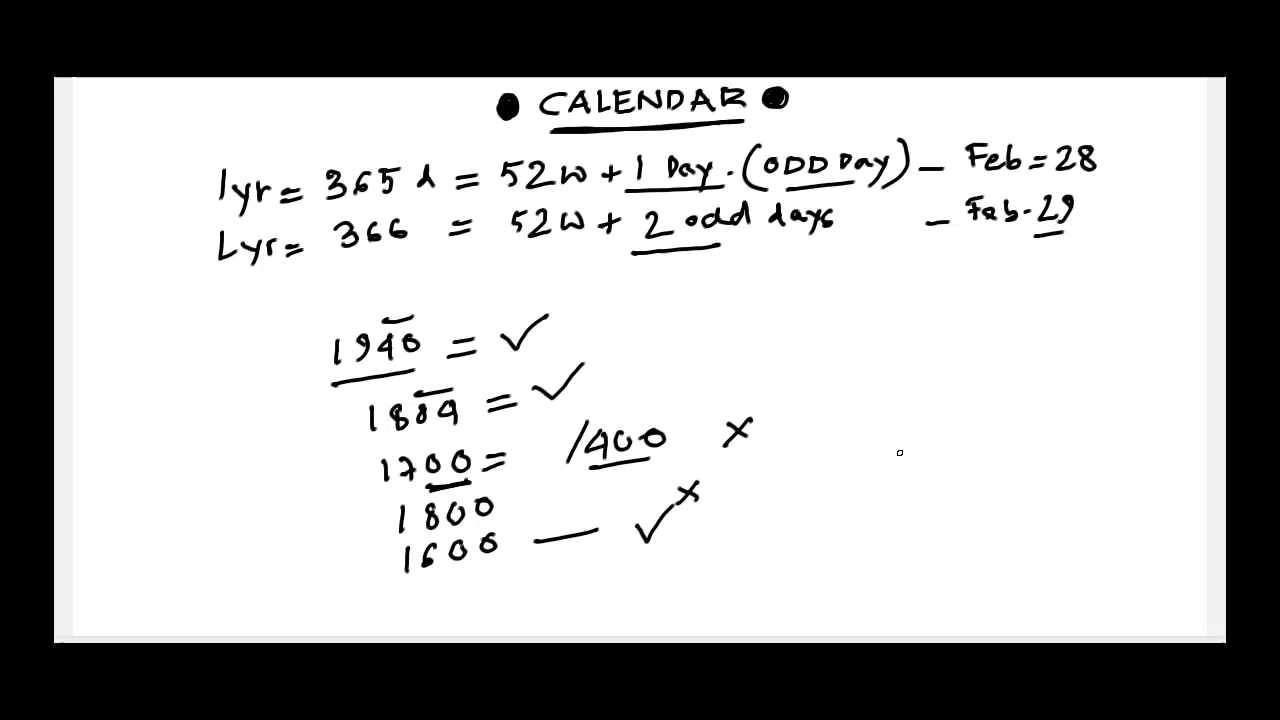 ● CALENDAR ●
1yr = 365 d = 52w + 1 Day. (ODD Day) - Feb = 28
Lyr = 366 = 52w + 2 odd days - Feb - 29
1940 = ✓
1884 = ✓
1700 = /400 ×
1800 ×
1600 — ✓